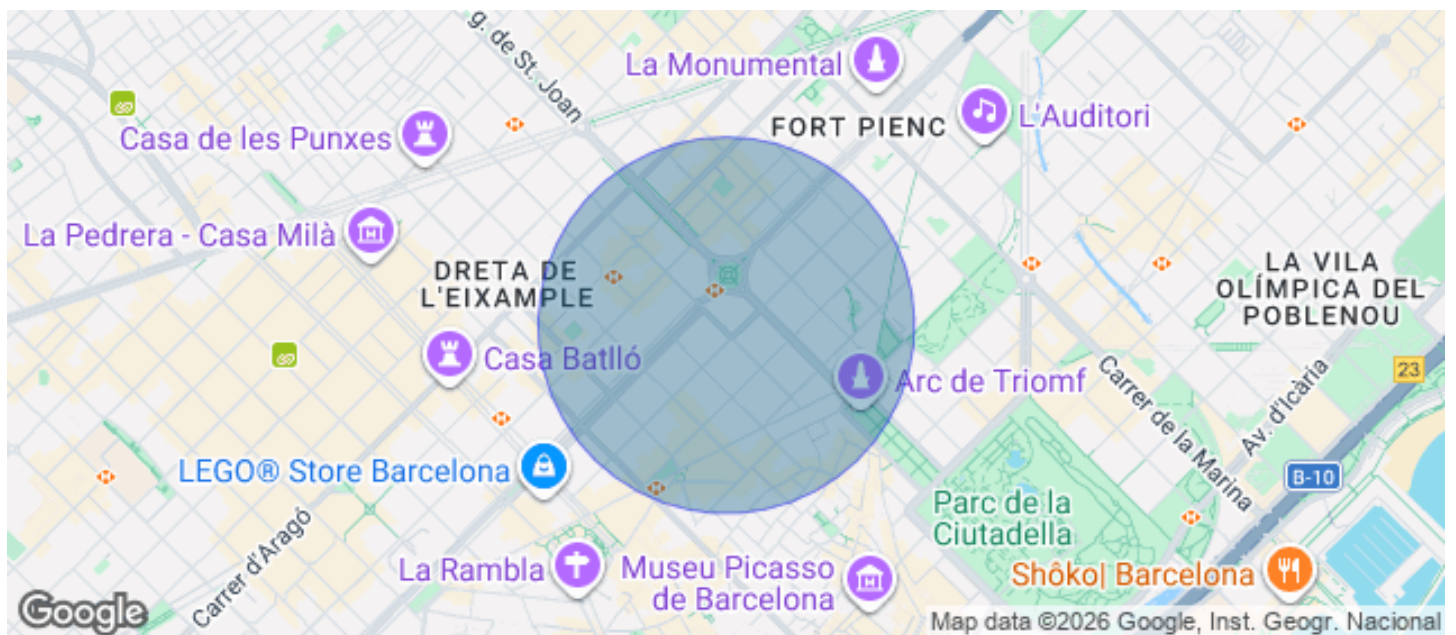 g. de St. Joan
La Monumental
L'Auditori
FORT PIENC
Casa de les Punxes
La Pedrera - Casa Milà
DRETA DE
L'EIXAMPLE
LA VILA
OLÍMPICA DEL
POBLENOU
Casa Batlló
Arc de Triomf
23
Carrer de la Marina
Av. d'Icària
LEGO® Store Barcelona
B-10
Carrer d'Aragó
Parc de la
Ciutadella
La Rambla
Museu Picasso
de Barcelona
Shôko| Barcelona
Google
Map data ©2026 Google, Inst. Geogr. Nacional